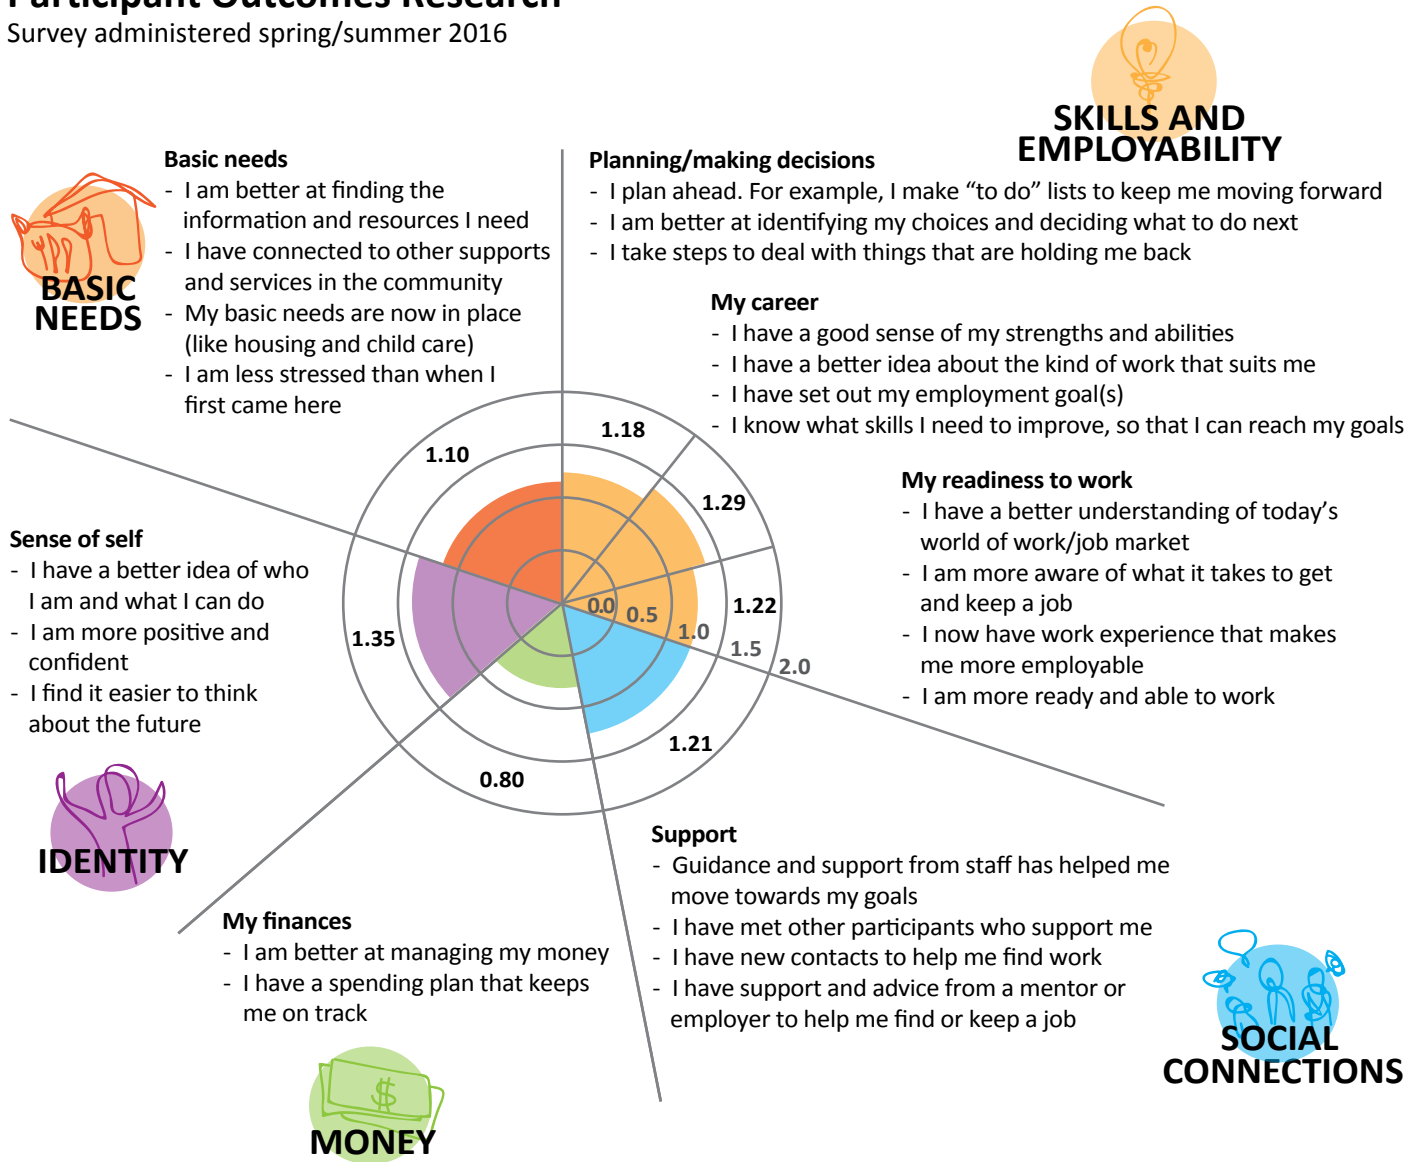 Participant Outcomes Research
Survey administered spring/summer 2016
SKILLS AND
EMPLOYABILITY
Planning/making decisions
- I plan ahead. For example, I make “to do” lists to keep me moving forward
- I am better at identifying my choices and deciding what to do next
- I take steps to deal with things that are holding me back
My career
- I have a good sense of my strengths and abilities
- I have a better idea about the kind of work that suits me
- I have set out my employment goal(s)
- I know what skills I need to improve, so that I can reach my goals
My readiness to work
- I have a better understanding of today’s
world of work/job market
- I am more aware of what it takes to get
and keep a job
- I now have work experience that makes
me more employable
- I am more ready and able to work
BASIC
NEEDS
Basic needs
- I am better at finding the
information and resources I need
- I have connected to other supports
and services in the community
- My basic needs are now in place
(like housing and child care)
- I am less stressed than when I
first came here
1.18
1.10
1.29
1.22
1.35
1.21
0.80
0.0
0.5
1.0
1.5
2.0
Sense of self
- I have a better idea of who
I am and what I can do
- I am more positive and
confident
- I find it easier to think
about the future
IDENTITY
My finances
- I am better at managing my money
- I have a spending plan that keeps
me on track
$
MONEY
Support
- Guidance and support from staff has helped me
move towards my goals
- I have met other participants who support me
- I have new contacts to help me find work
- I have support and advice from a mentor or
employer to help me find or keep a job
SOCIAL
CONNECTIONS